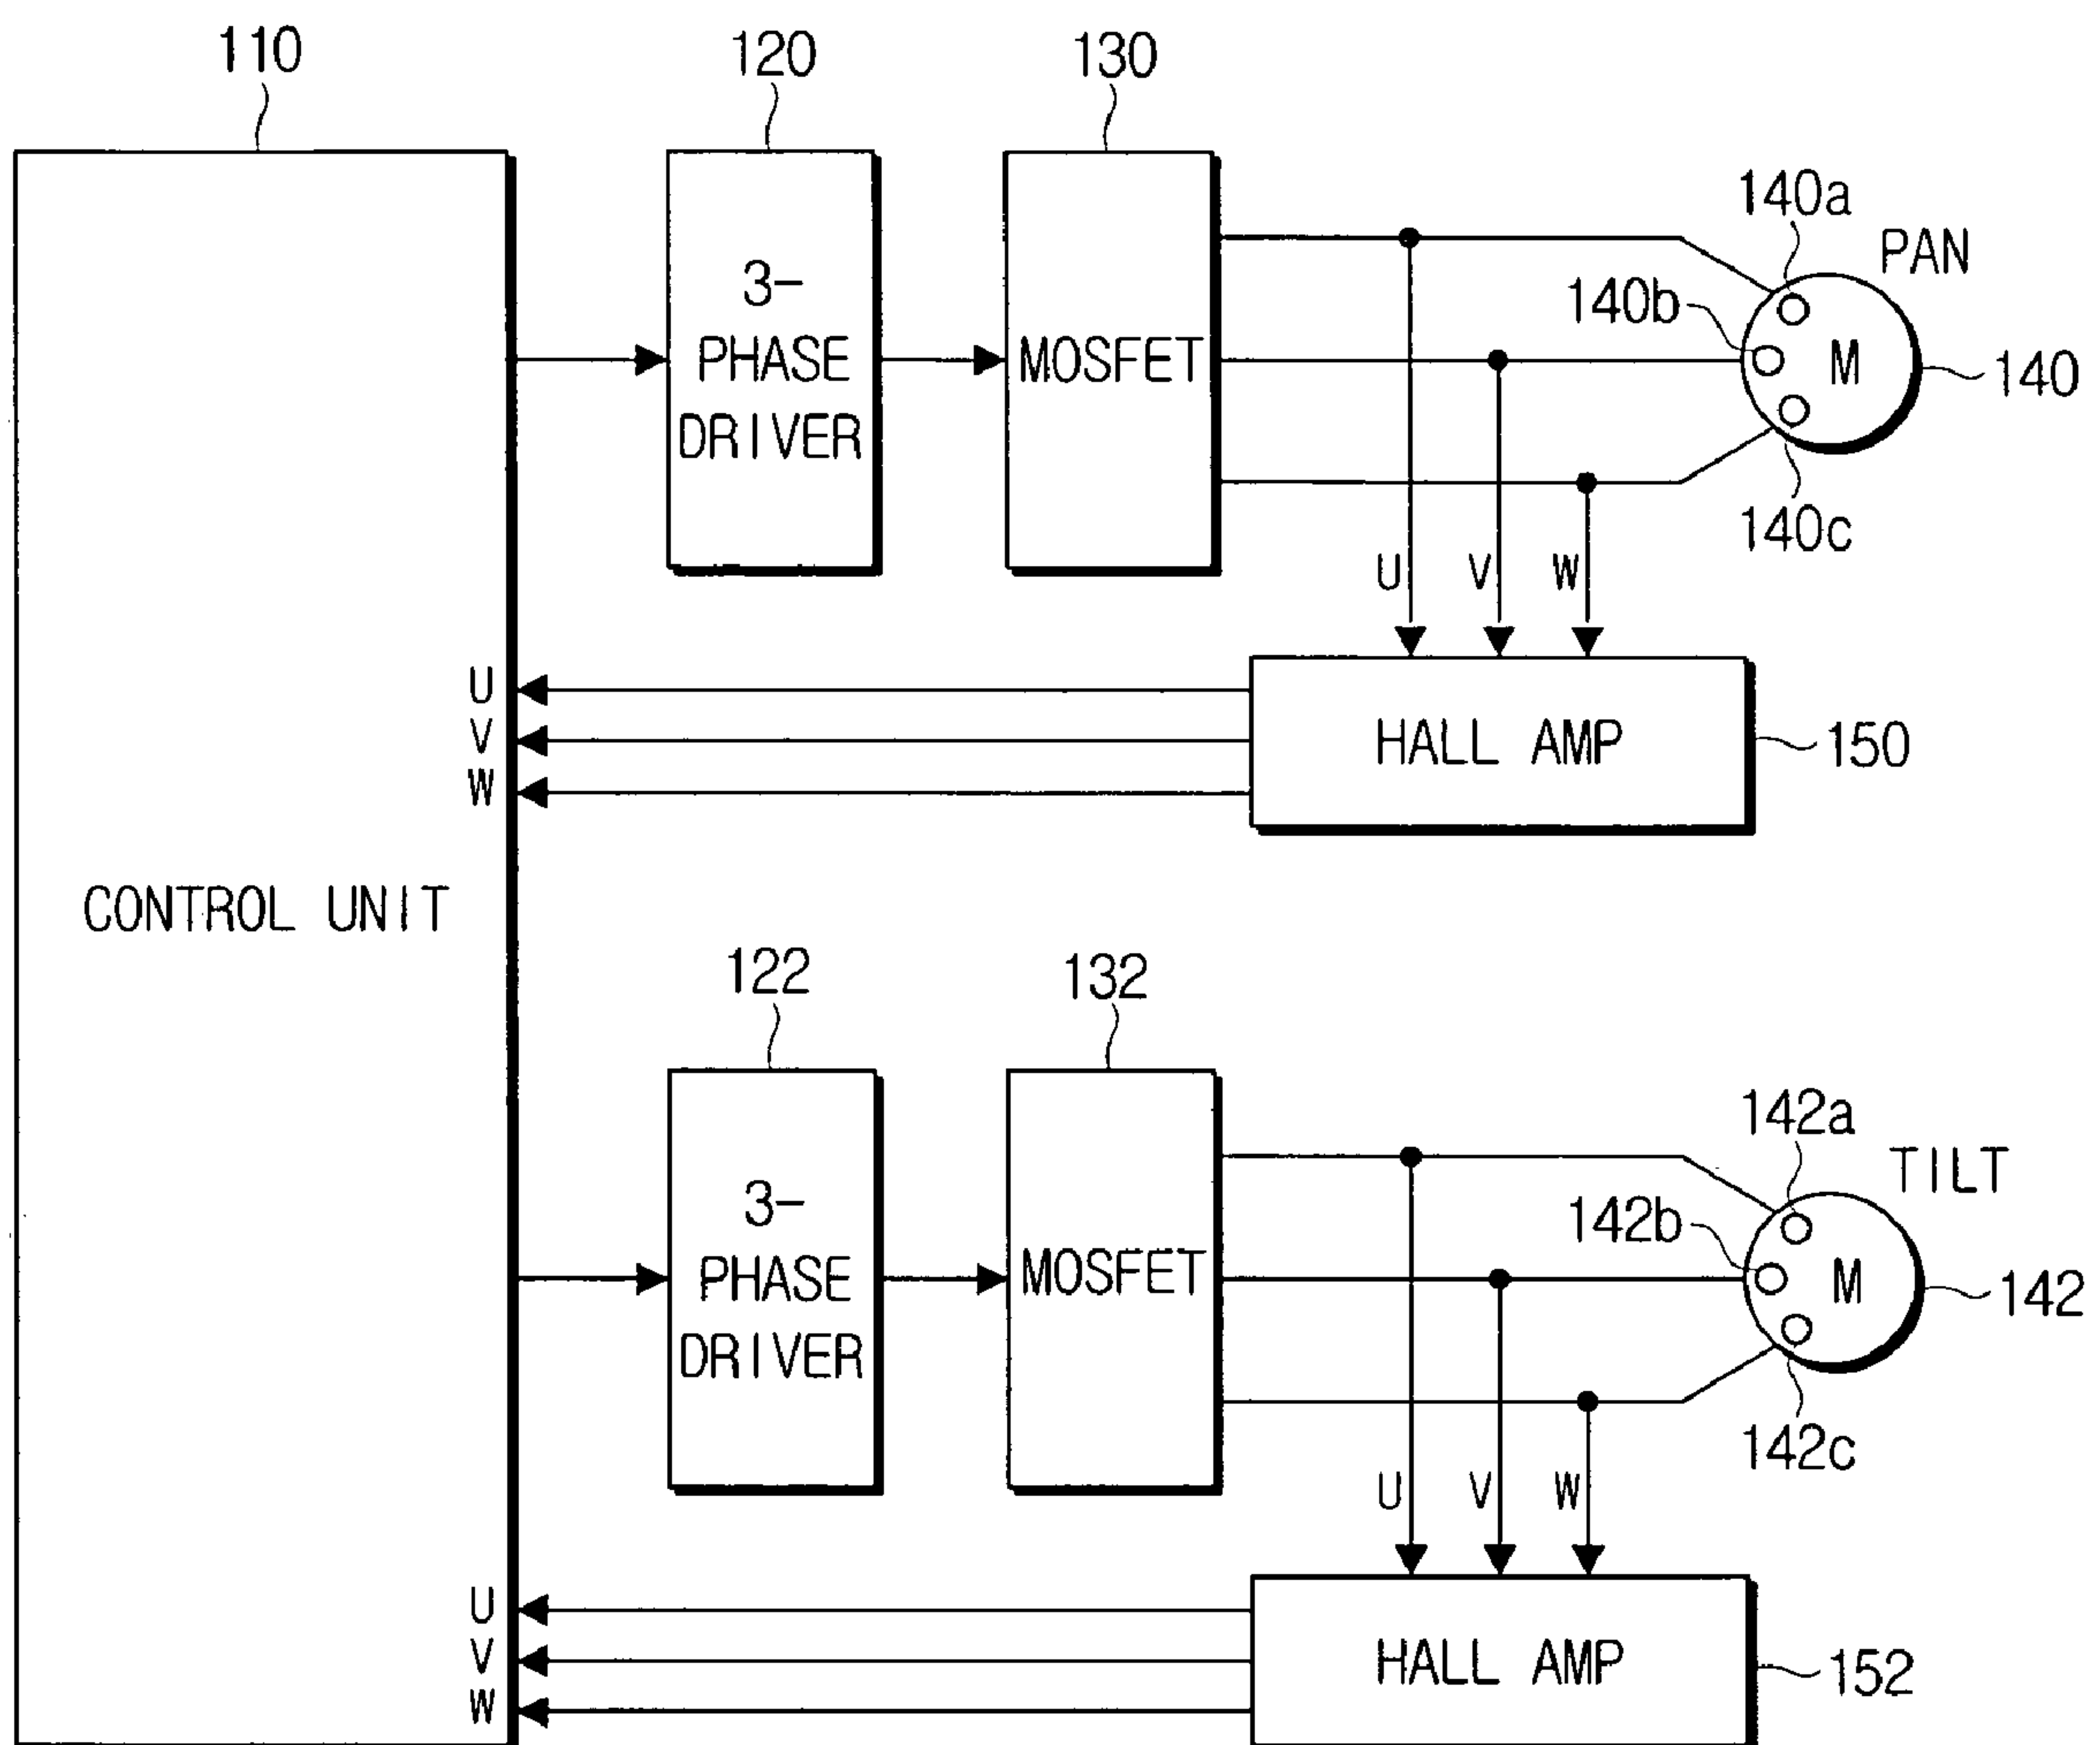 110
120
130
140a
PAN
140b
3-
PHASE
DRIVER
MOSFET
M
140
140c
U V W
U
V
W
HALL AMP
150
CONTROL UNIT
122
132
142a
TILT
142b
3-
PHASE
DRIVER
MOSFET
M
142
142c
U V W
U
V
W
HALL AMP
152